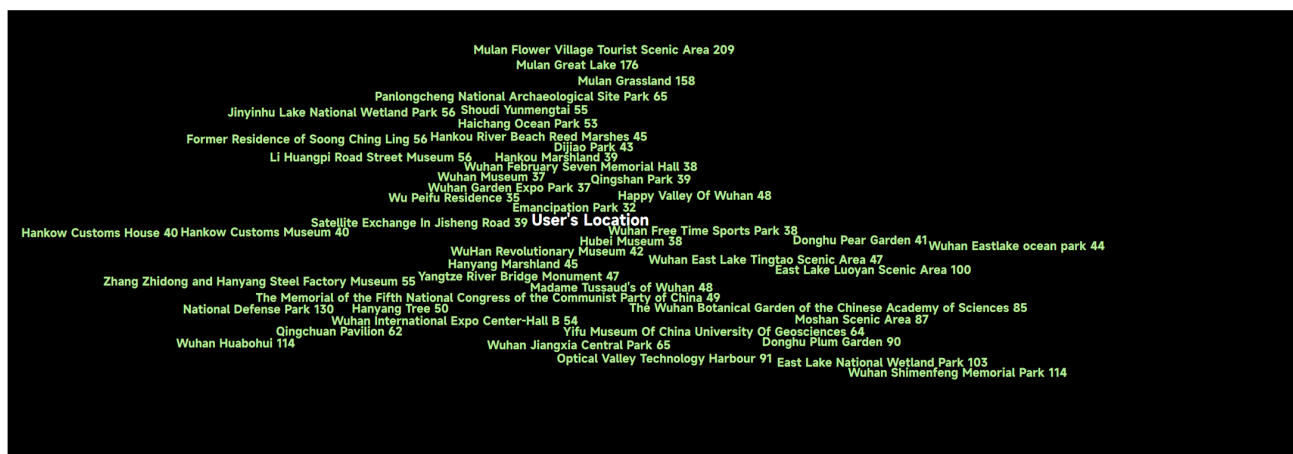 Mulan Flower Village Tourist Scenic Area 209
Mulan Great Lake 176
Mulan Grassland 158
Panlongcheng National Archaeological Site Park 65
Jinyinhu Lake National Wetland Park 56
Shoudi Yunmengtai 55
Haichang Ocean Park 53
Former Residence of Soong Ching Ling 56
Hankou River Beach Reed Marshes 45
Dijiao Park 43
Li Huangpi Road Street Museum 56
Hankou Marshland 39
Wuhan February Seven Memorial Hall 38
Wuhan Museum 37
Qingshan Park 39
Wuhan Garden Expo Park 37
Wu Peifu Residence 35
Happy Valley Of Wuhan 48
Emancipation Park 32
User's Location
Satellite Exchange In Jisheng Road 39
Hankow Customs House 40
Hankow Customs Museum 40
Wuhan Free Time Sports Park 38
Hubei Museum 38
Donghu Pear Garden 41
Wuhan Eastlake ocean park 44
WuHan Revolutionary Museum 42
Wuhan East Lake Tingtao Scenic Area 47
Hanyang Marshland 45
East Lake Luoyan Scenic Area 100
Zhang Zhidong and Hanyang Steel Factory Museum 55
Yangtze River Bridge Monument 47
Madame Tussaud's of Wuhan 48
The Memorial of the Fifth National Congress of the Communist Party of China 49
National Defense Park 130
Hanyang Tree 50
The Wuhan Botanical Garden of the Chinese Academy of Sciences 85
Wuhan International Expo Center-Hall B 54
Moshan Scenic Area 87
Qingchuan Pavilion 62
Yifu Museum Of China University Of Geosciences 64
Wuhan Huabohui 114
Wuhan Jiangxia Central Park 65
Donghu Plum Garden 90
Optical Valley Technology Harbour 91
East Lake National Wetland Park 103
Wuhan Shimenfeng Memorial Park 114